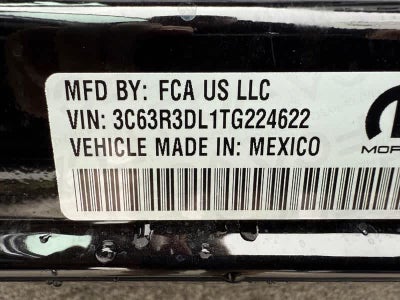 MFD BY: FCA US LLC
VIN: 3C63R3DL1TG224622
VEHICLE MADE IN: MEXICO